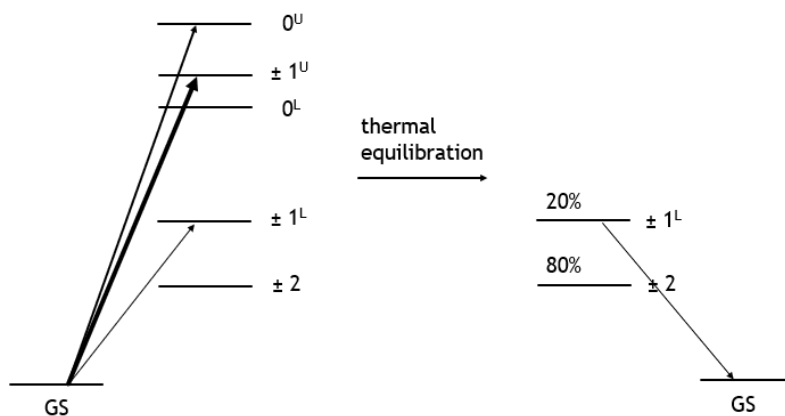 0ᵁ
± 1ᵁ
0ᴸ
thermal
equilibration
± 1ᴸ
± 2
GS
20%
± 1ᴸ
80%
± 2
GS